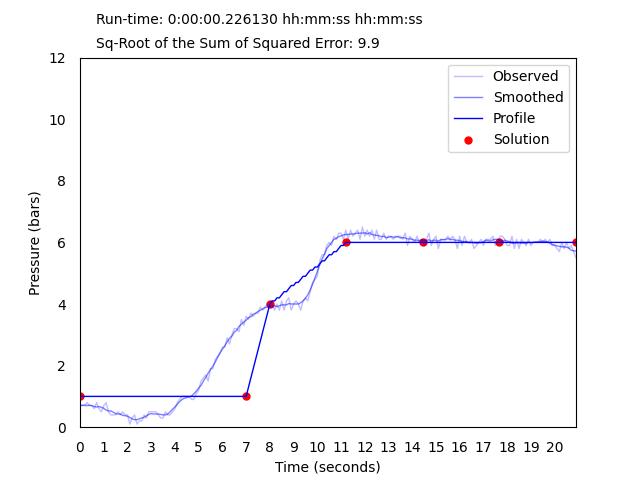 Run-time: 0:00:00.226130 hh:mm:ss hh:mm:ss
Sq-Root of the Sum of Squared Error: 9.9
12
10
8
6
4
2
0
Pressure (bars)
Observed
Smoothed
Profile
Solution
0 1 2 3 4 5 6 7 8 9 10 11 12 13 14 15 16 17 18 19 20
Time (seconds)